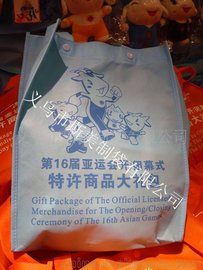 第16届亚运会开闭幕式
特许商品大礼包
Gift Package of The Official Licensed
Merchandise for The Opening/Closing
Ceremony of The 16th Asian Games